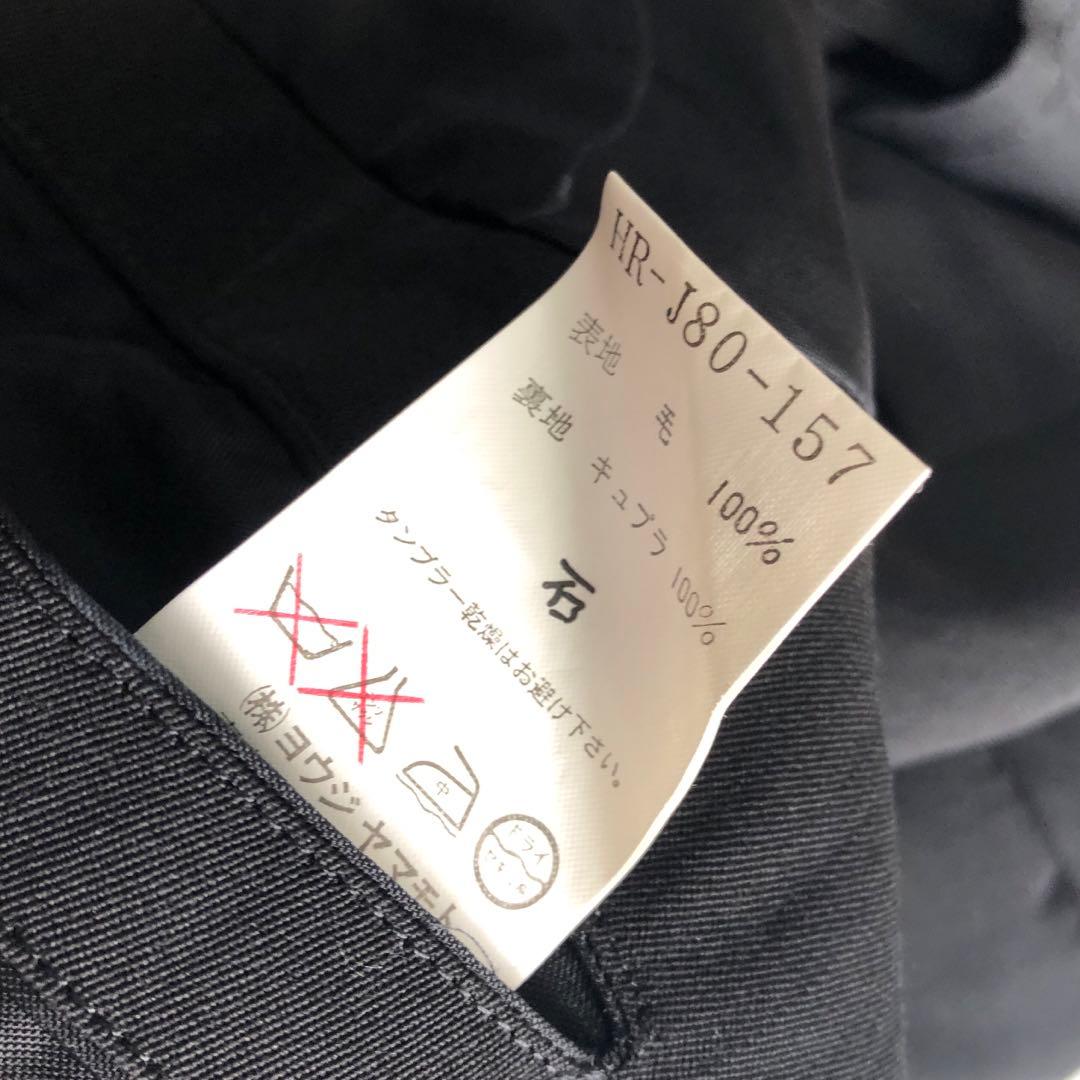 HR-J80-157
表地 毛 100%
裏地 キュプラ 100%
石
タンブラー乾燥はお避け下さい。
中
ドライ
(株)ヨウジ ヤマモト